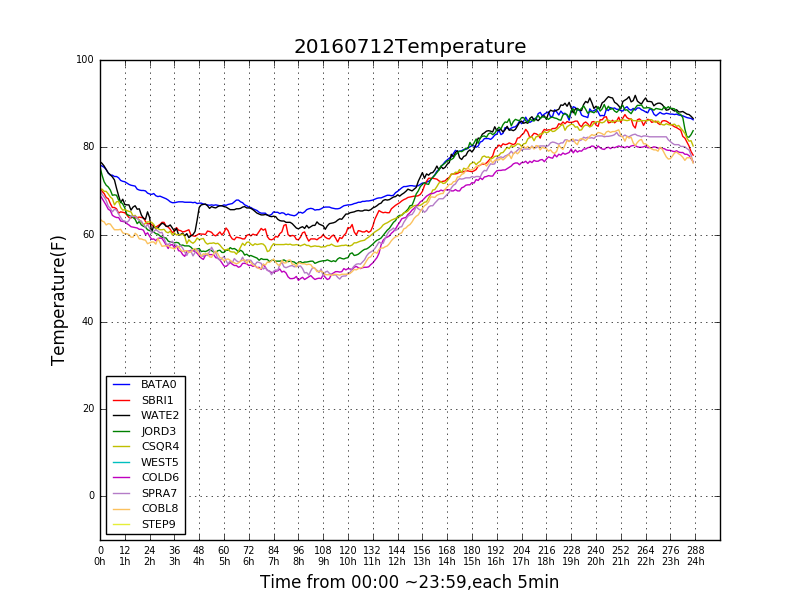 20160712Temperature
100
80
60
40
20
0
Temperature(F)
BATA0
SBRI1
WATE2
JORD3
CSQR4
WEST5
COLD6
SPRA7
COBL8
STEP9
0 12 24 36 48 60 72 84 96 108 120 132 144 156 168 180 192 204 216 228 240 252 264 276 288
0h 1h 2h 3h 4h 5h 6h 7h 8h 9h 10h 11h 12h 13h 14h 15h 16h 17h 18h 19h 20h 21h 22h 23h 24h
Time from 00:00 ~23:59,each 5min